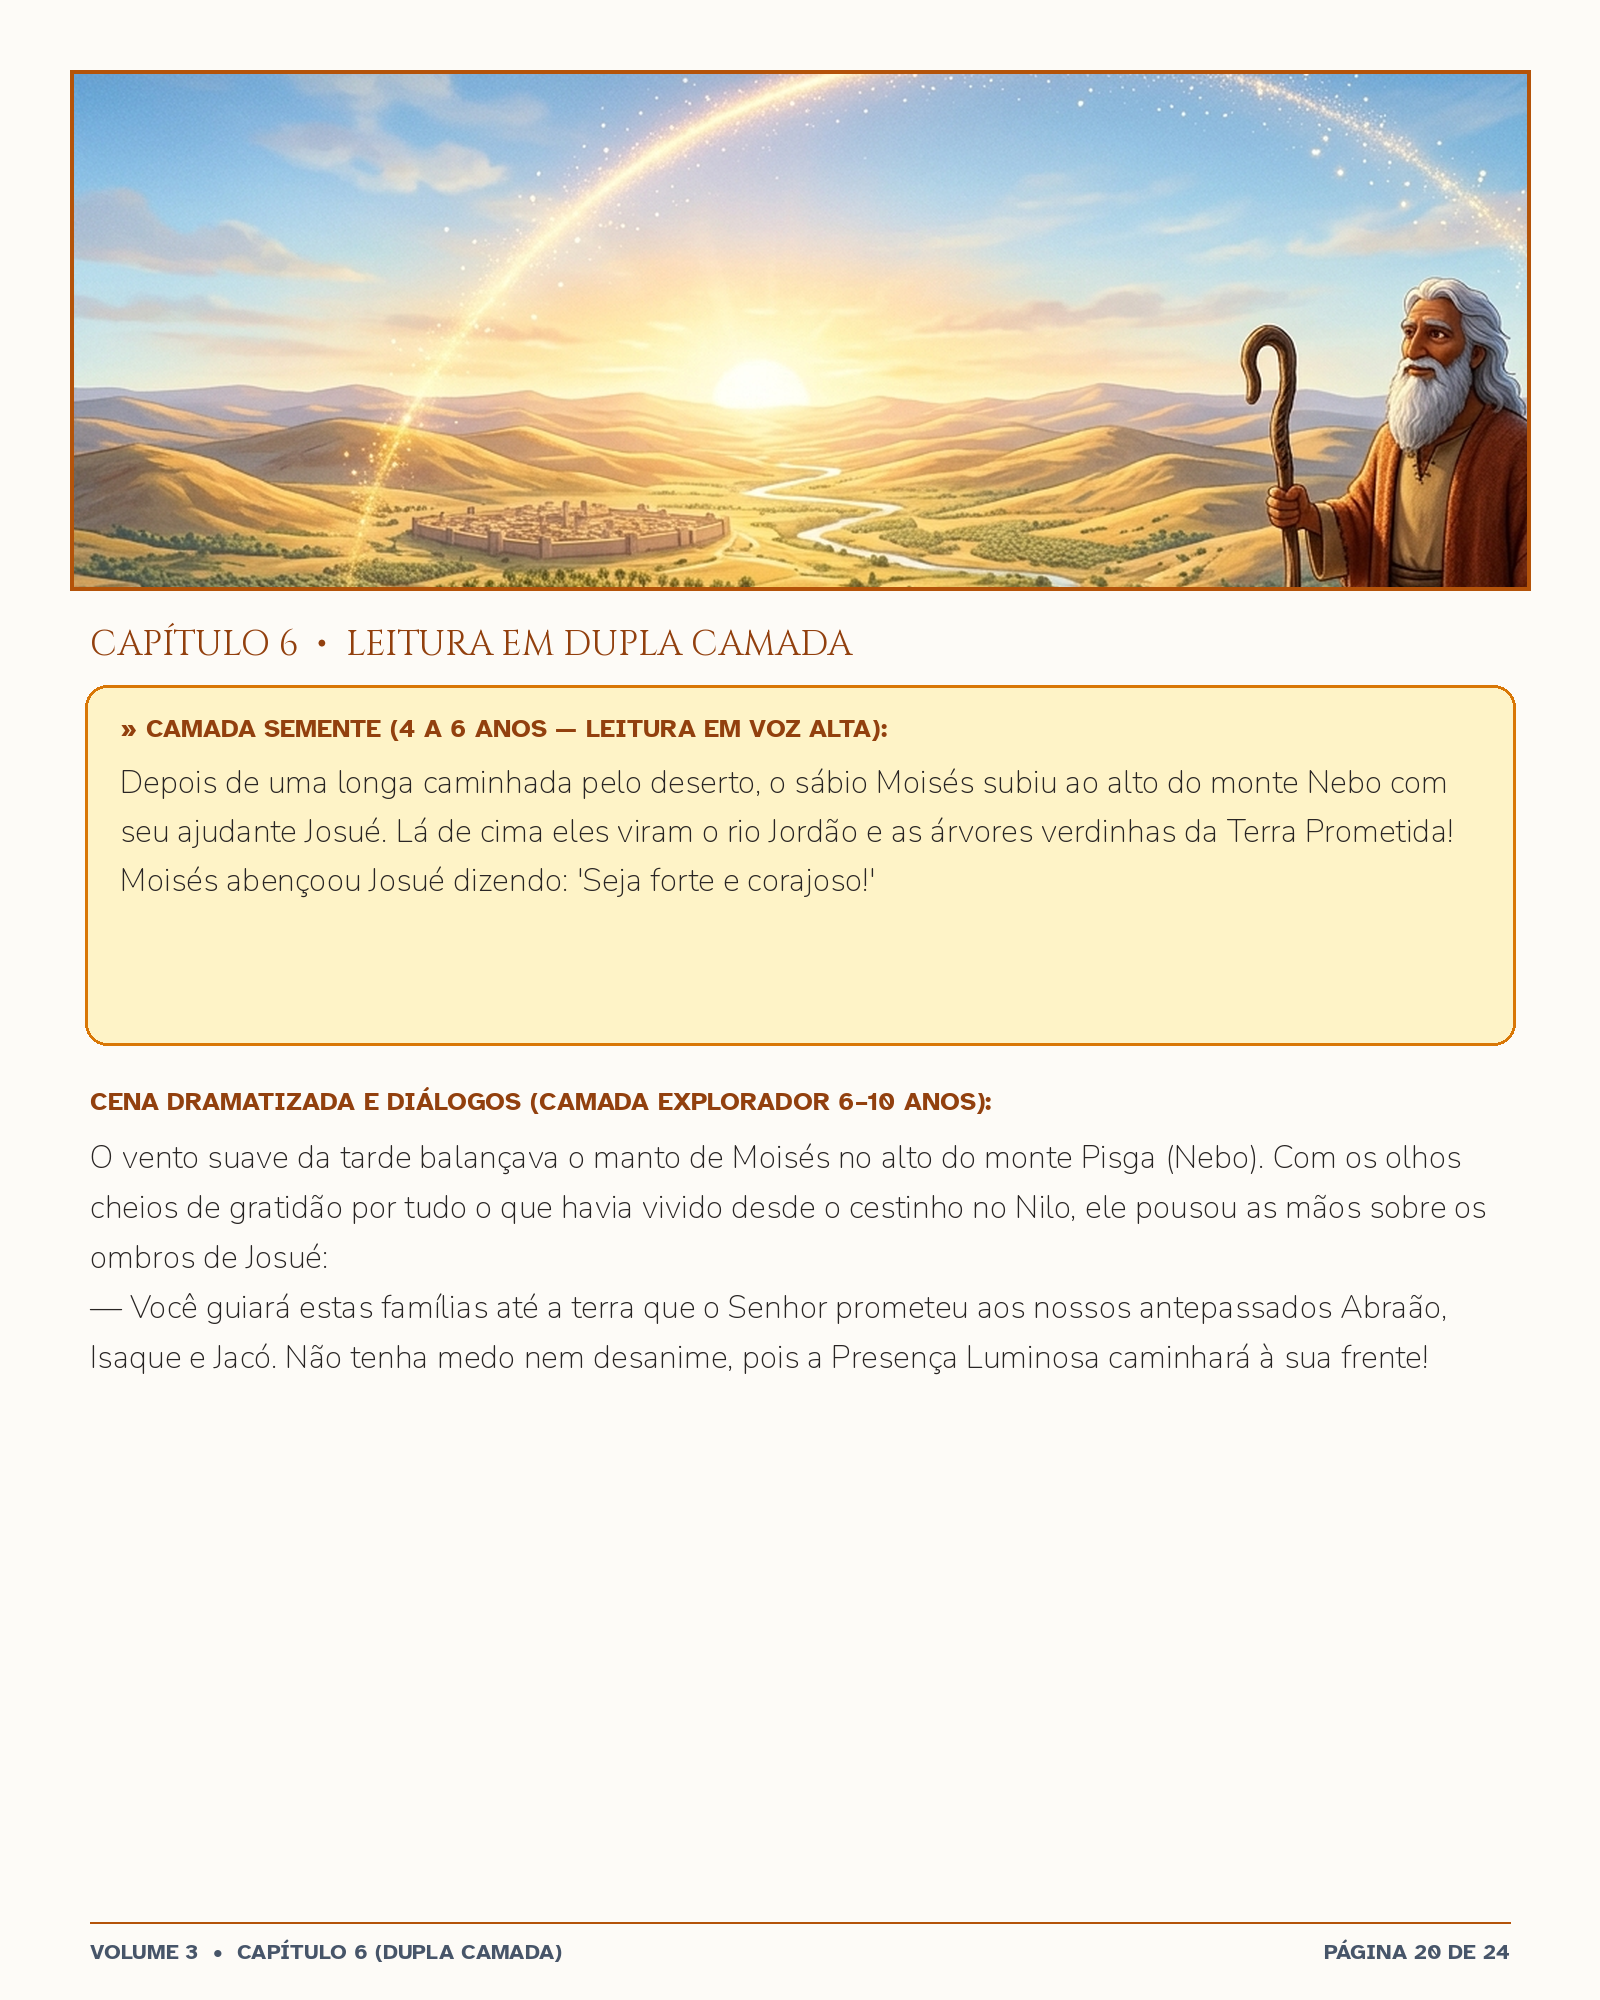 CAPÍTULO 6 • LEITURA EM DUPLA CAMADA
» CAMADA SEMENTE (4 A 6 ANOS — LEITURA EM VOZ ALTA):
Depois de uma longa caminhada pelo deserto, o sábio Moisés subiu ao alto do monte Nebo com
seu ajudante Josué. Lá de cima eles viram o rio Jordão e as árvores verdinhas da Terra Prometida!
Moisés abençoou Josué dizendo: 'Seja forte e corajoso!'
CENA DRAMATIZADA E DIÁLOGOS (CAMADA EXPLORADOR 6–10 ANOS):
O vento suave da tarde balançava o manto de Moisés no alto do monte Pisga (Nebo). Com os olhos
cheios de gratidão por tudo o que havia vivido desde o cestinho no Nilo, ele pousou as mãos sobre os
ombros de Josué:
— Você guiará estas famílias até a terra que o Senhor prometeu aos nossos antepassados Abraão,
Isaque e Jacó. Não tenha medo nem desanime, pois a Presença Luminosa caminhará à sua frente!
VOLUME 3 • CAPÍTULO 6 (DUPLA CAMADA)
PÁGINA 20 DE 24